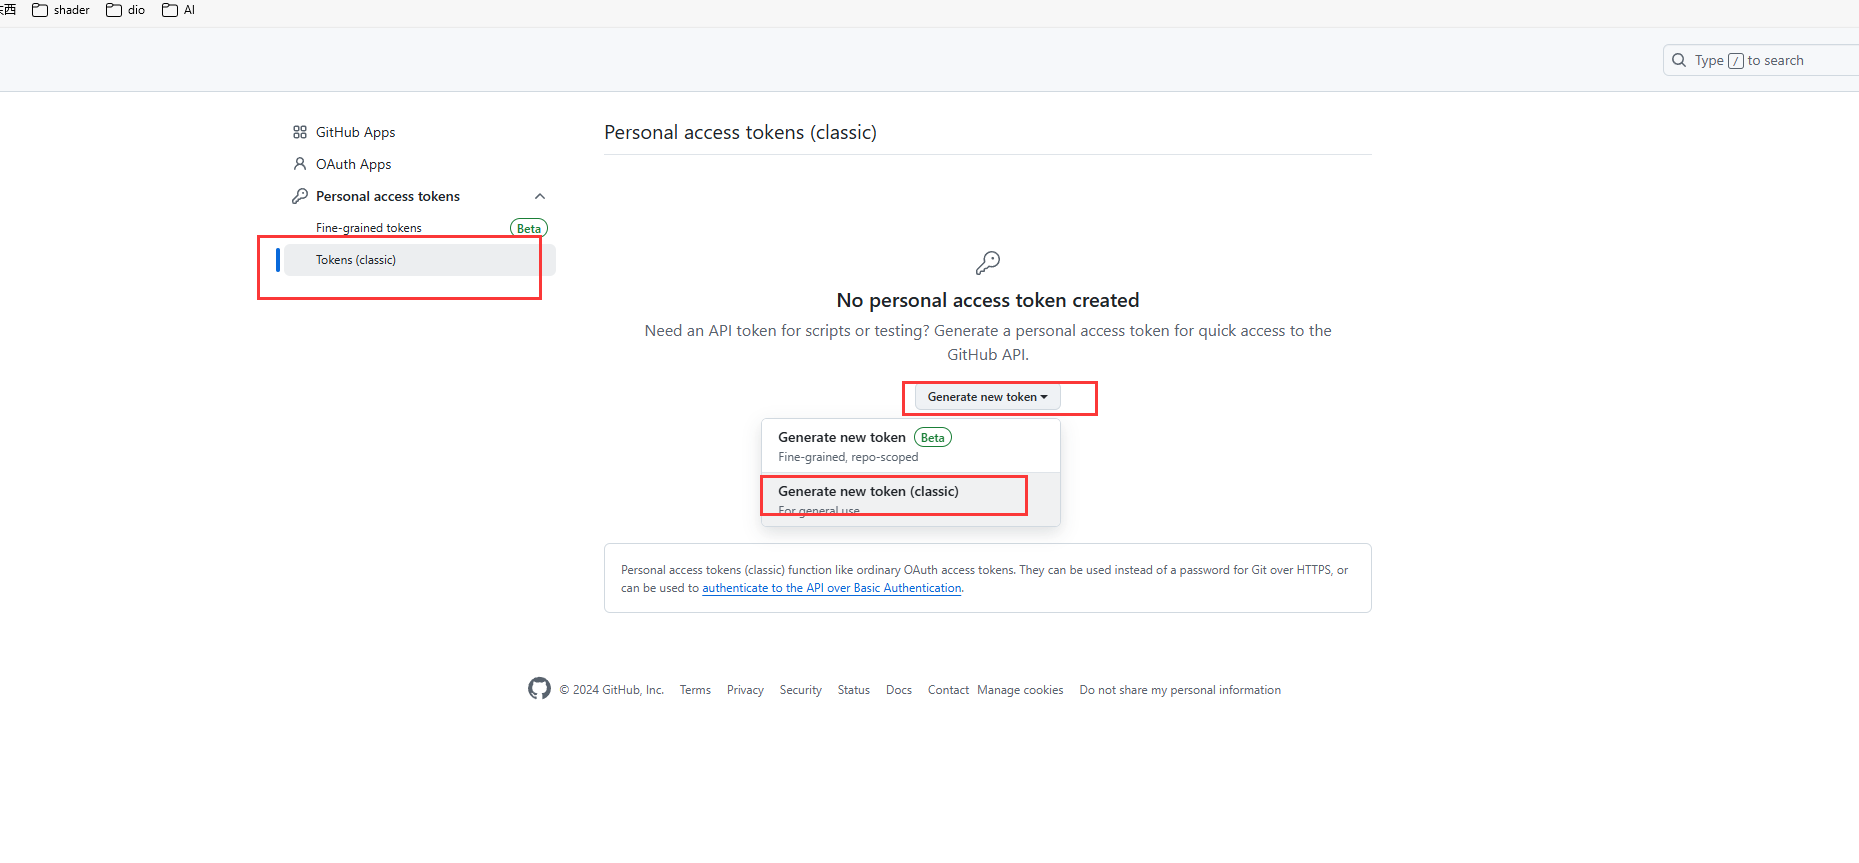 东西 shader dio AI
Type / to search
GitHub Apps
OAuth Apps
Personal access tokens
Fine-grained tokens Beta
Tokens (classic)
Personal access tokens (classic)
No personal access token created
Need an API token for scripts or testing? Generate a personal access token for quick access to the
GitHub API.
Generate new token
Generate new token Beta
Fine-grained, repo-scoped
Generate new token (classic)
For general use
Personal access tokens (classic) function like ordinary OAuth access tokens. They can be used instead of a password for Git over HTTPS, or
can be used to authenticate to the API over Basic Authentication.
© 2024 GitHub, Inc. Terms Privacy Security Status Docs Contact Manage cookies Do not share my personal information